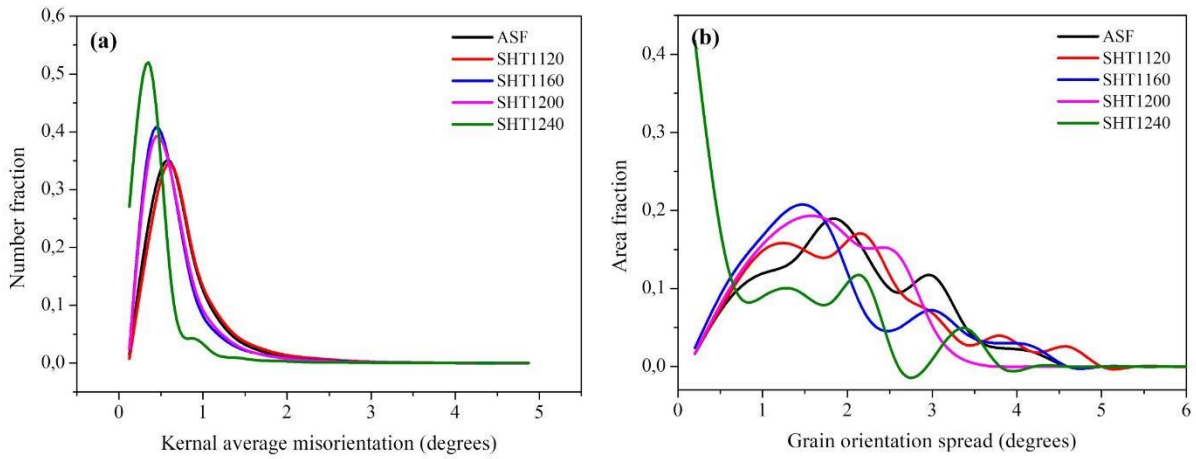 (a)
ASF
SHT1120
SHT1160
SHT1200
SHT1240
Number fraction
0,6
0,5
0,4
0,3
0,2
0,1
0,0
0 1 2 3 4 5
Kernal average misorientation (degrees)
(b)
ASF
SHT1120
SHT1160
SHT1200
SHT1240
Area fraction
0,4
0,3
0,2
0,1
0,0
1 2 3 4 5 6
Grain orientation spread (degrees)